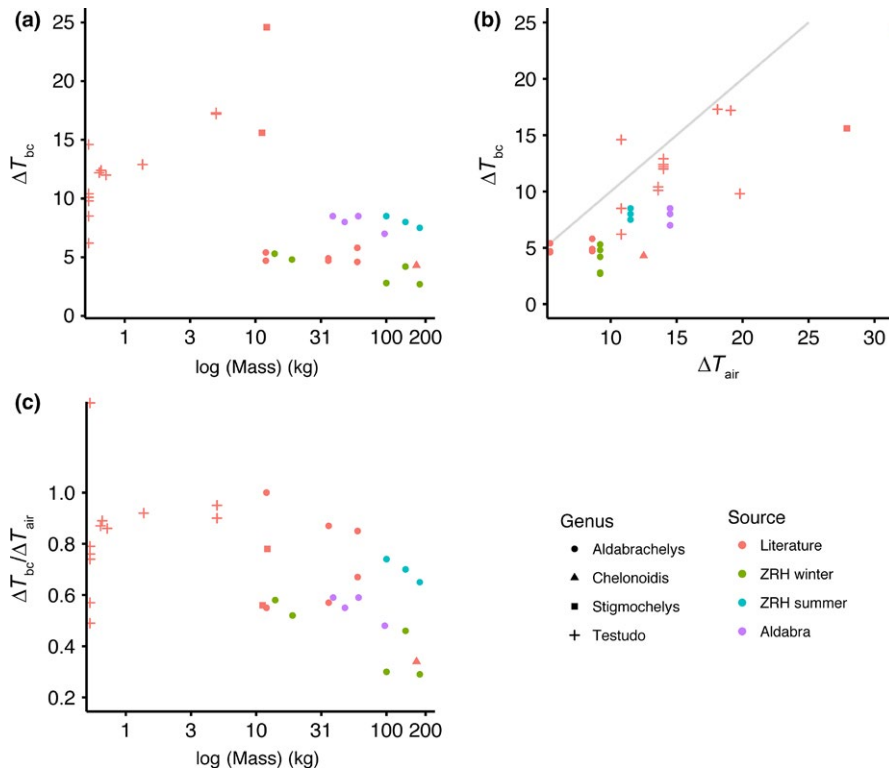 (a)
25
20
15
10
5
0
ΔTbc
1 3 10 31 100 200
log (Mass) (kg)
(b)
25
20
15
10
5
0
ΔTbc
10 15 20 25 30
ΔTair
(c)
1.0
0.8
0.6
0.4
0.2
ΔTbc/ΔTair
1 3 10 31 100 200
log (Mass) (kg)
Genus
Aldabrachelys
Chelonoidis
Stigmochelys
Testudo
Source
Literature
ZRH winter
ZRH summer
Aldabra